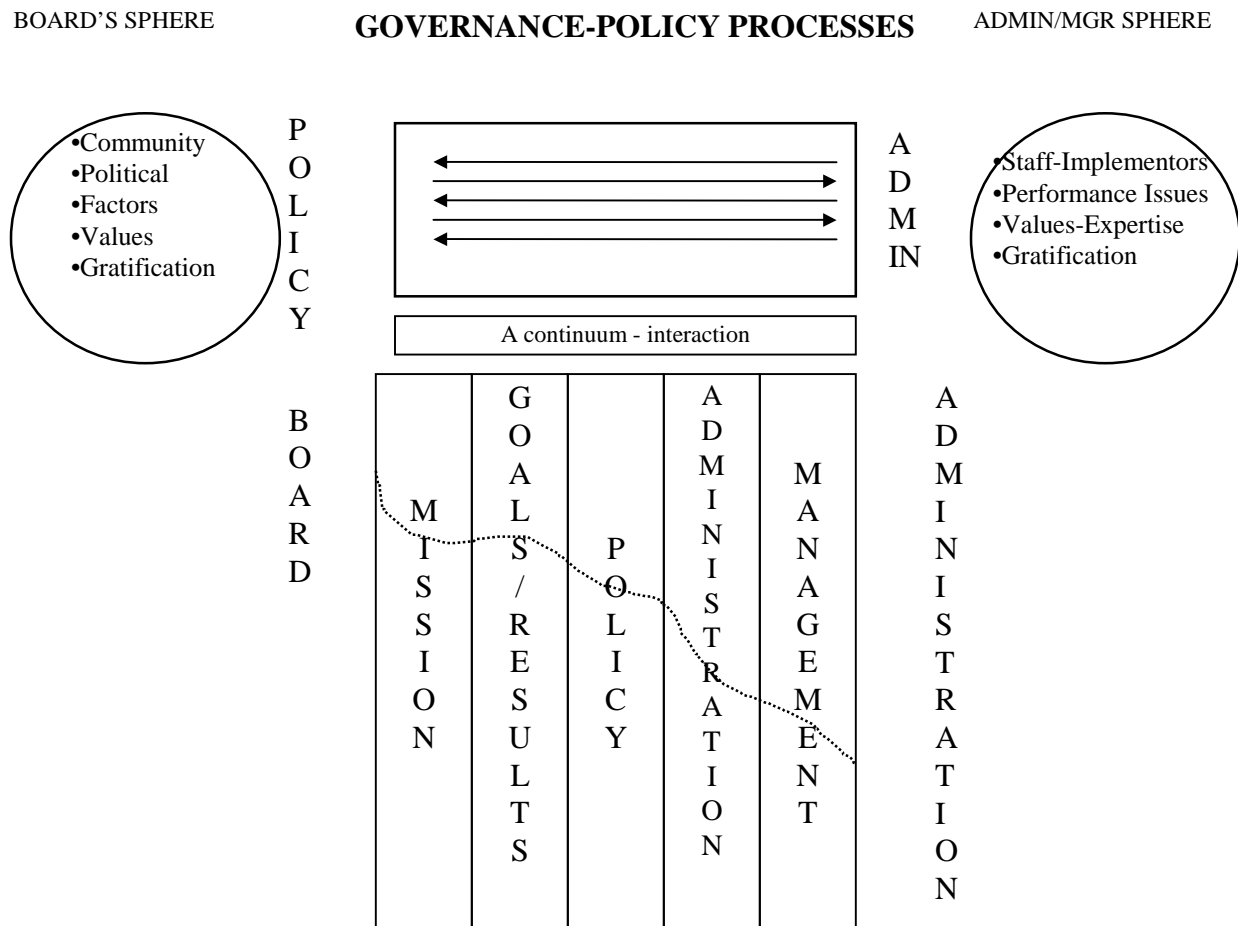 BOARD'S SPHERE
GOVERNANCE-POLICY PROCESSES
ADMIN/MGR SPHERE
•Community
•Political
•Factors
•Values
•Gratification
POLICY
ADMIN
•Staff-Implementors
•Performance Issues
•Values-Expertise
•Gratification
A continuum - interaction
BOARD
MISSION
GOALS/RESULTS
POLICY
ADMINISTRATION
MANAGEMENT
ADMINISTRATION